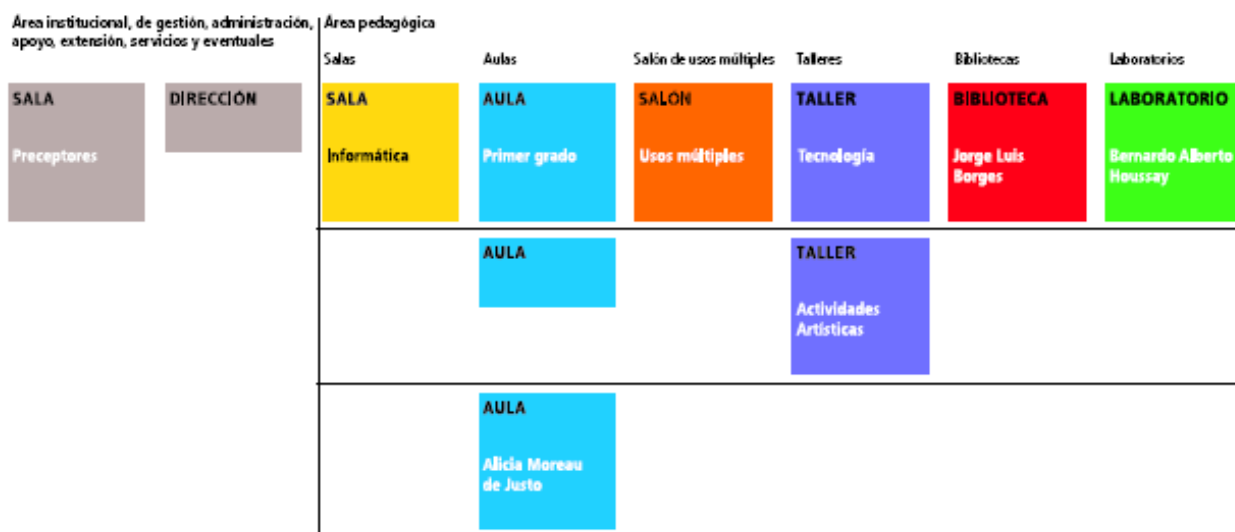 Área institucional, de gestión, administración,
apoyo, extensión, servicios y eventuales
Área pedagógica
Salas
Aulas
Salón de usos múltiples
Talleres
Bibliotecas
Laboratorios
SALA
Preceptores
DIRECCIÓN
SALA
Informática
AULA
Primer grado
SALÓN
Usos múltiples
TALLER
Tecnología
BIBLIOTECA
Jorge Luis
Borges
LABORATORIO
Bernardo Alberto
Houssay
AULA
TALLER
Actividades
Artísticas
AULA
Alicia Moreau
de Justo